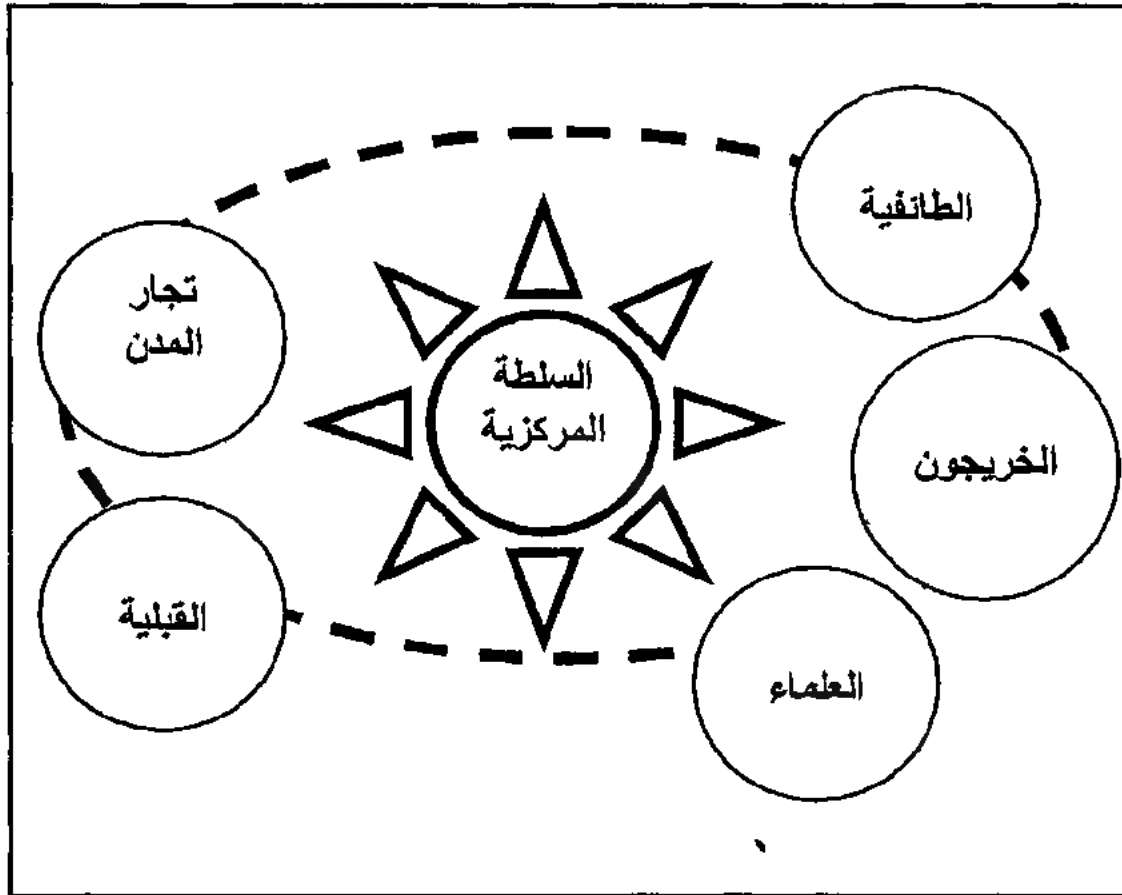 الطائفية
تجار
المدن
السلطة
المركزية
الخريجون
القبلية
العلماء